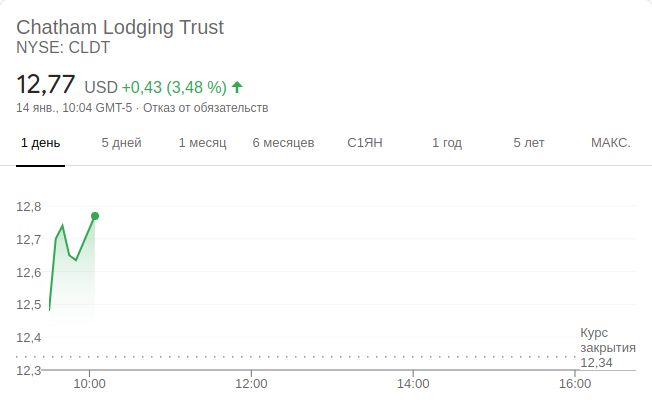 Chatham Lodging Trust
NYSE: CLDT
12,77 USD +0,43 (3,48 %)
14 янв., 10:04 GMT-5 · Отказ от обязательств
1 день 5 дней 1 месяц 6 месяцев С1ЯН 1 год 5 лет МАКС.
12,8
12,7
12,6
12,5
12,4
12,3
Курс
закрытия
12,34
10:00 12:00 14:00 16:00